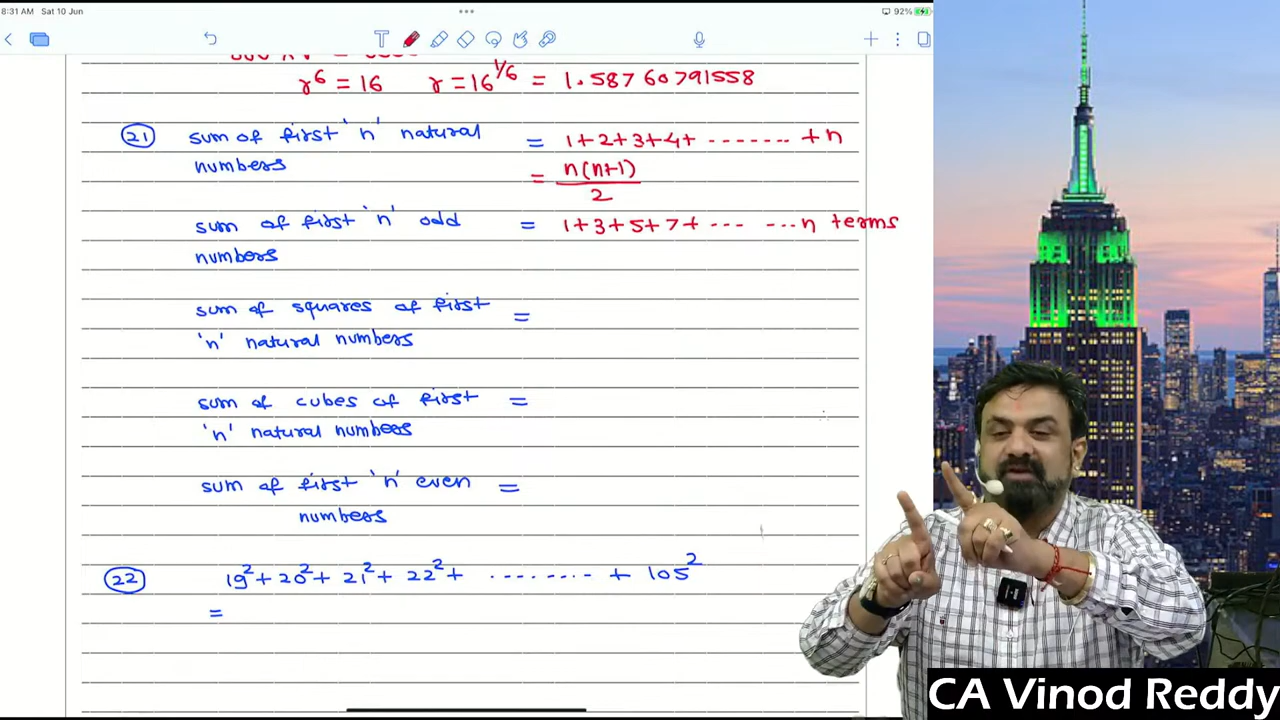 8:31 AM Sat 10 Jun
92%
r⁶ = 16 r = 16^1/6 = 1.58760791558
21 sum of first 'n' natural = 1+2+3+4+ ........ +n
numbers = n(n+1)
2
sum of first 'n' odd = 1+3+5+7+ ... ...n terms
numbers
sum of squares of first =
'n' natural numbers
sum of cubes of first =
'n' natural numbers
sum of first 'n' even =
numbers
22 19²+20²+21²+22²+ ........ + 105²
=
CA Vinod Reddy